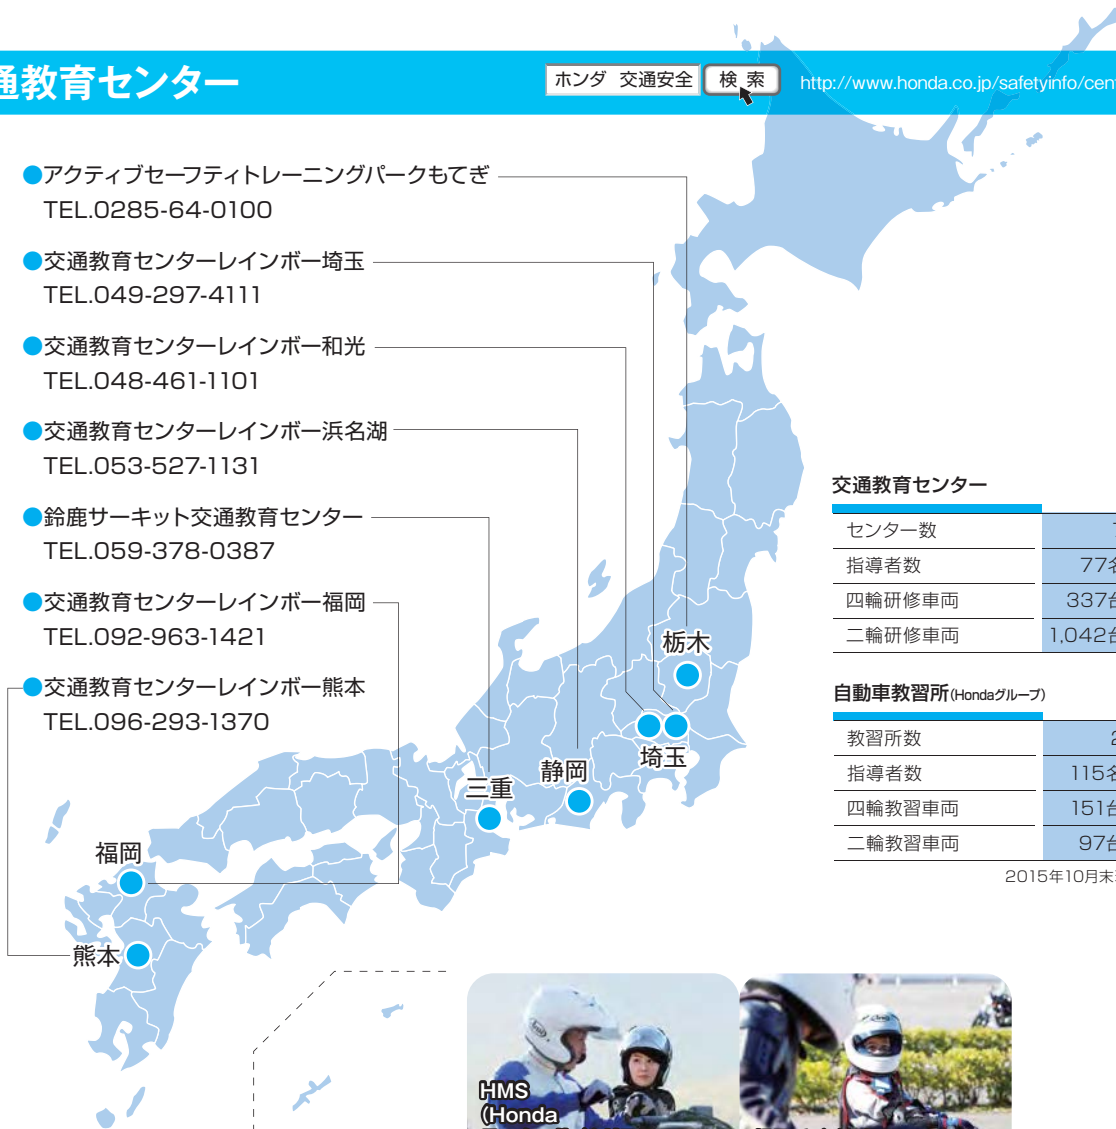 通教育センター
ホンダ 交通安全 検 索 http://www.honda.co.jp/safetyinfo/cen
●アクティブセーフティトレーニングパークもてぎ
TEL.0285-64-0100
●交通教育センターレインボー埼玉
TEL.049-297-4111
●交通教育センターレインボー和光
TEL.048-461-1101
●交通教育センターレインボー浜名湖
TEL.053-527-1131
●鈴鹿サーキット交通教育センター
TEL.059-378-0387
●交通教育センターレインボー福岡
TEL.092-963-1421
●交通教育センターレインボー熊本
TEL.096-293-1370
栃木
埼玉
静岡
三重
福岡
熊本
交通教育センター
センター数
指導者数 77名
四輪研修車両 337台
二輪研修車両 1,042台
自動車教習所(Hondaグループ)
教習所数 2
指導者数 115名
四輪教習車両 151台
二輪教習車両 97台
2015年10月末
HMS
(Honda